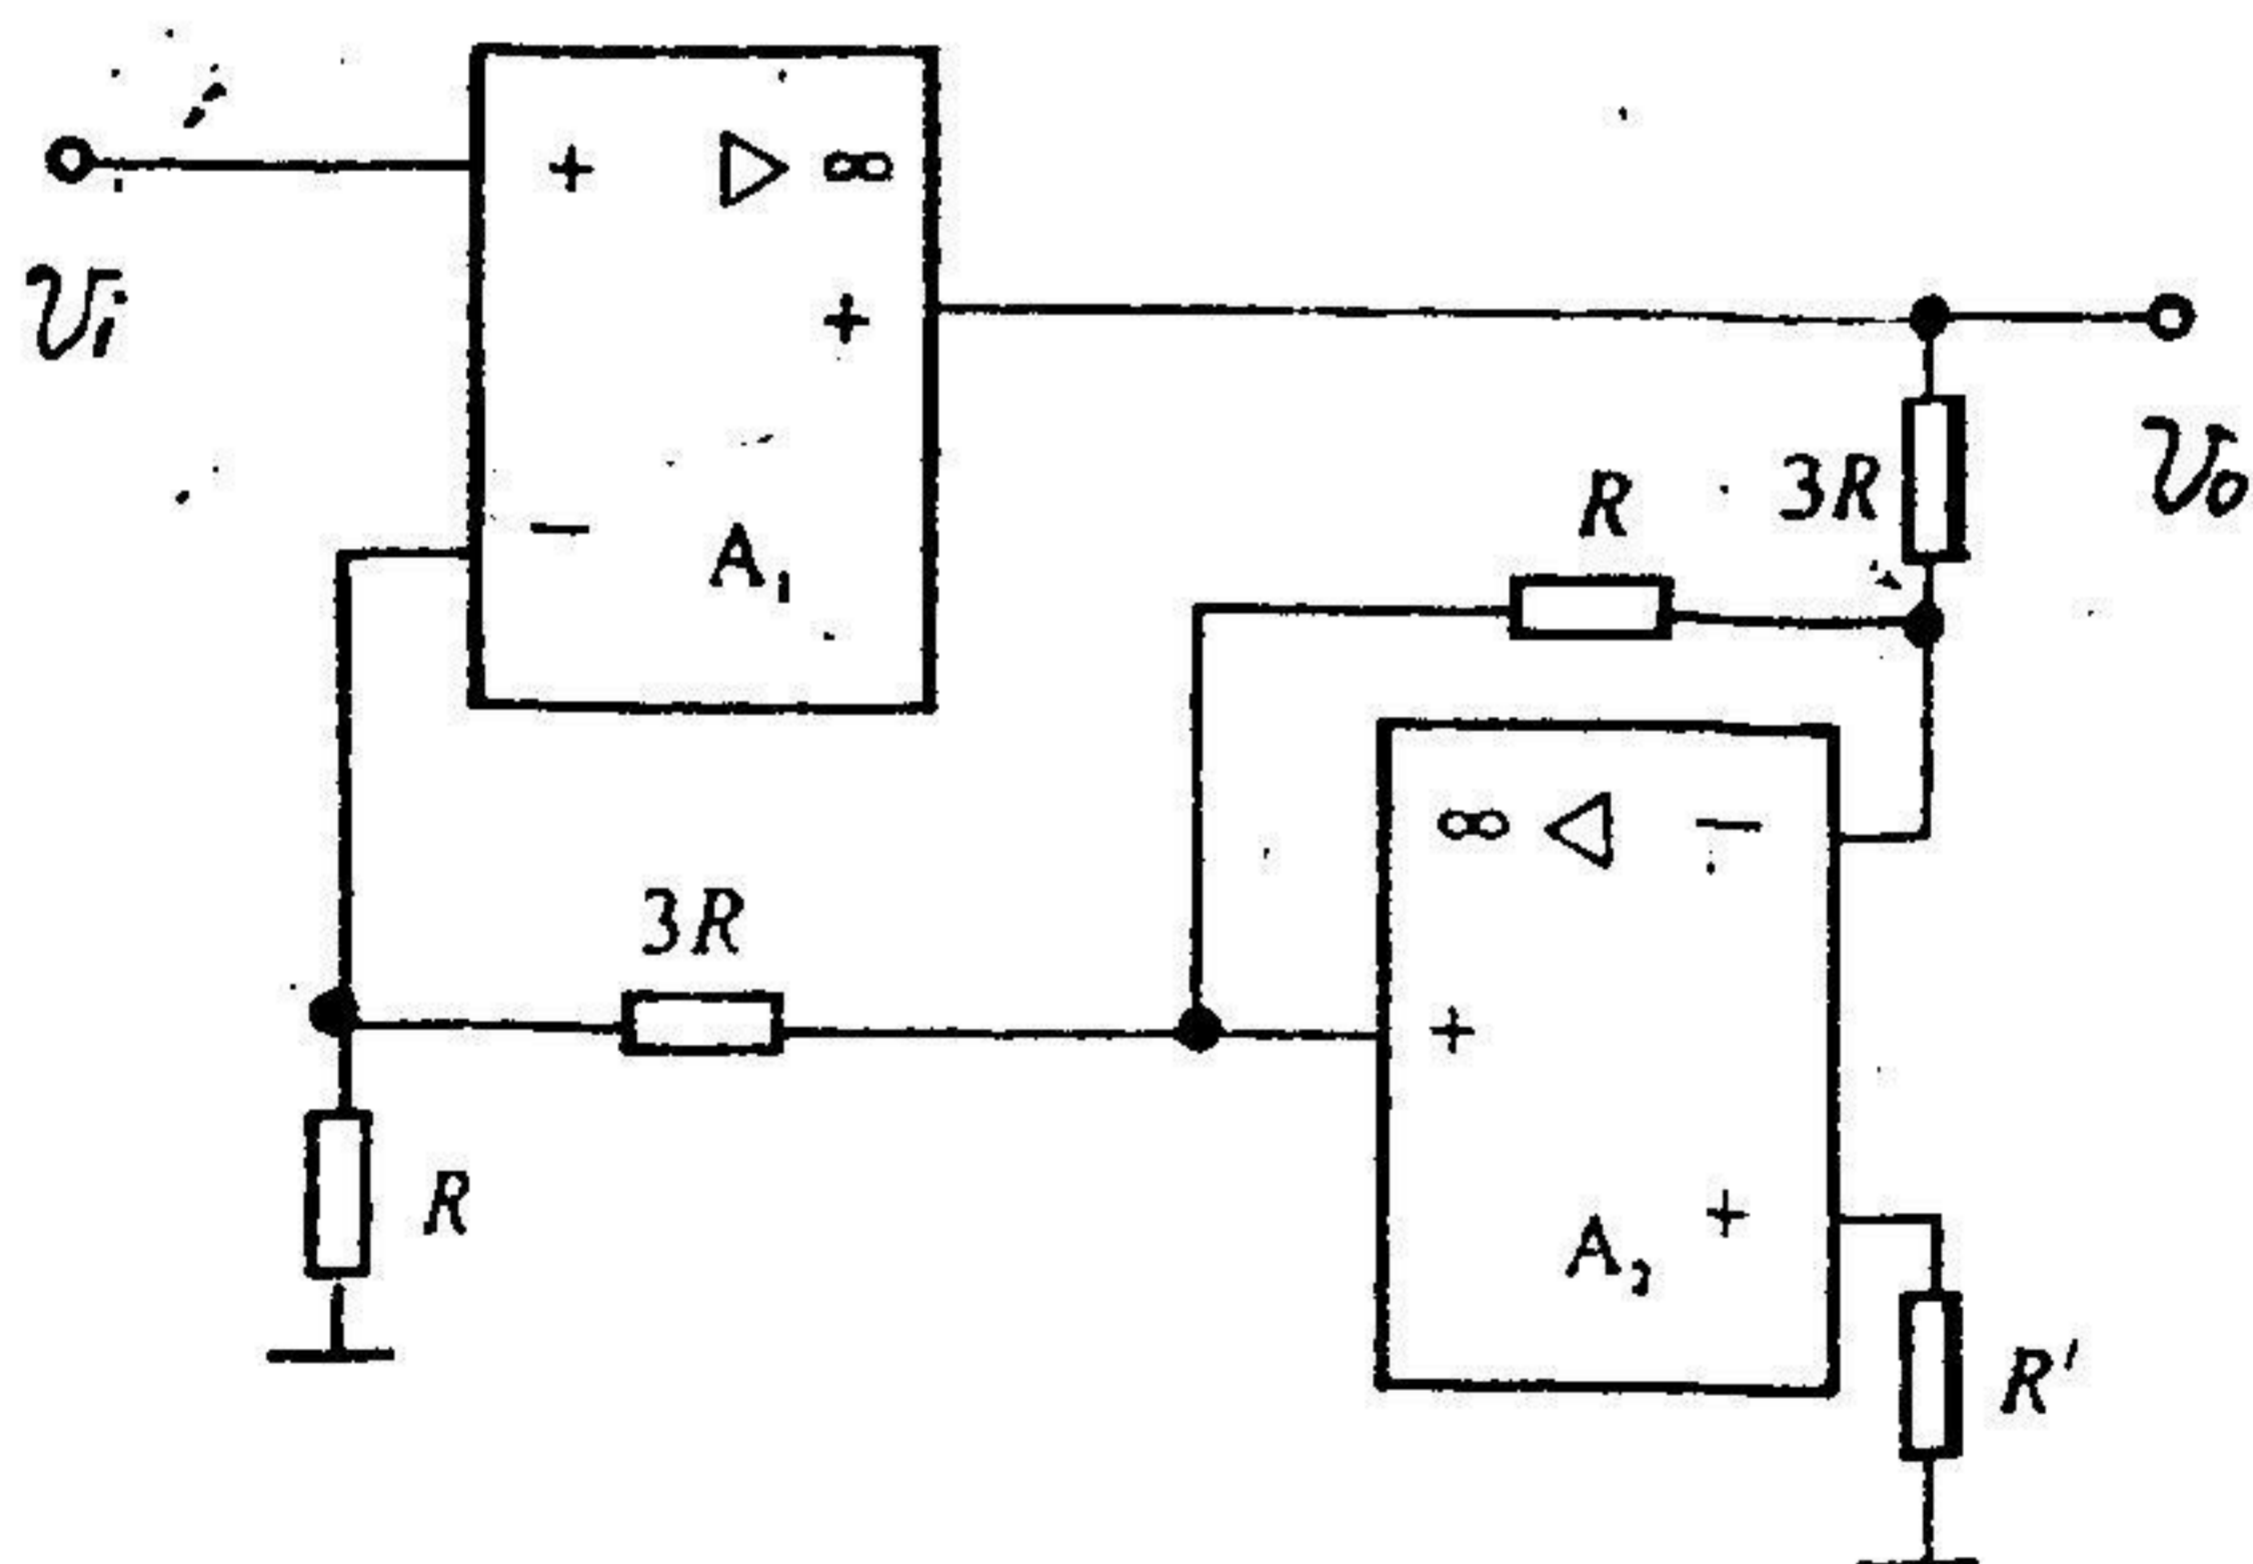 + ▷ ∞
vi
+
vo
3R
R
− A₁
∞ ◁ −
3R
+
R
A₂ +
R'